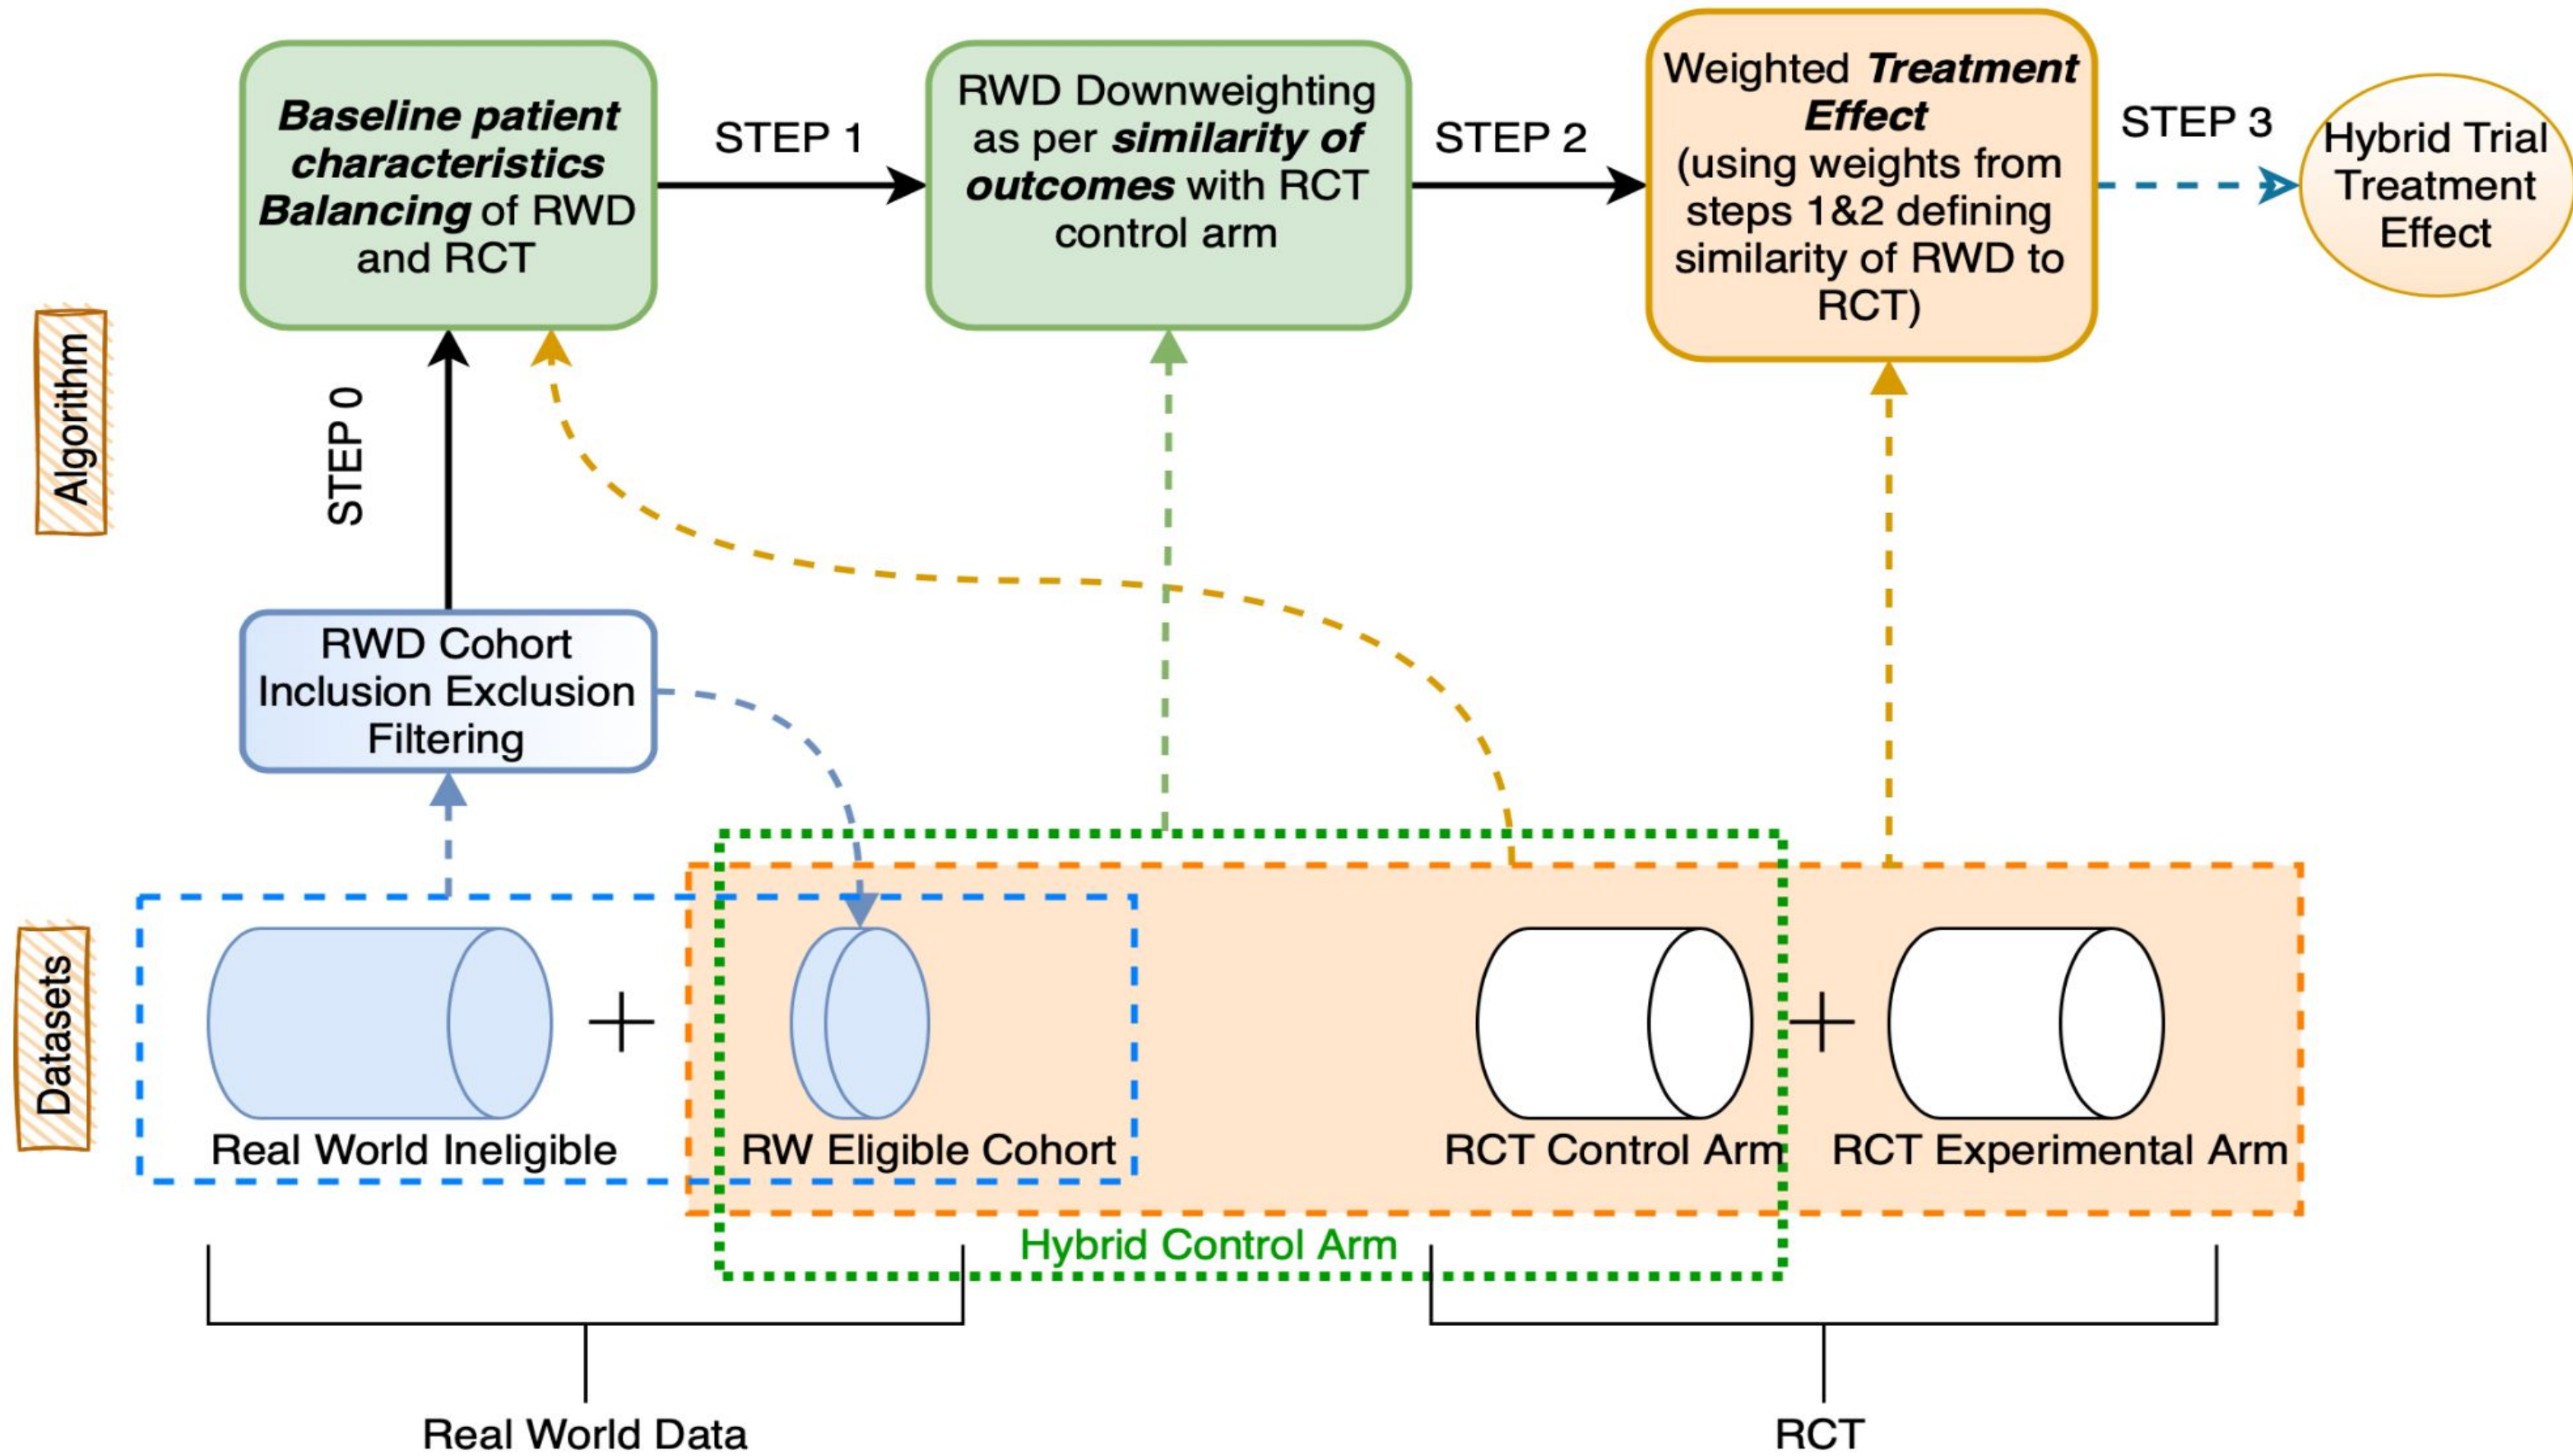 Baseline patient
characteristics
Balancing of RWD
and RCT
STEP 1
RWD Downweighting
as per similarity of
outcomes with RCT
control arm
STEP 2
Weighted Treatment
Effect
(using weights from
steps 1&2 defining
similarity of RWD to
RCT)
STEP 3
Hybrid Trial
Treatment
Effect
Algorithm
STEP 0
RWD Cohort
Inclusion Exclusion
Filtering
Datasets
Real World Ineligible
RW Eligible Cohort
RCT Control Arm
RCT Experimental Arm
Hybrid Control Arm
Real World Data
RCT